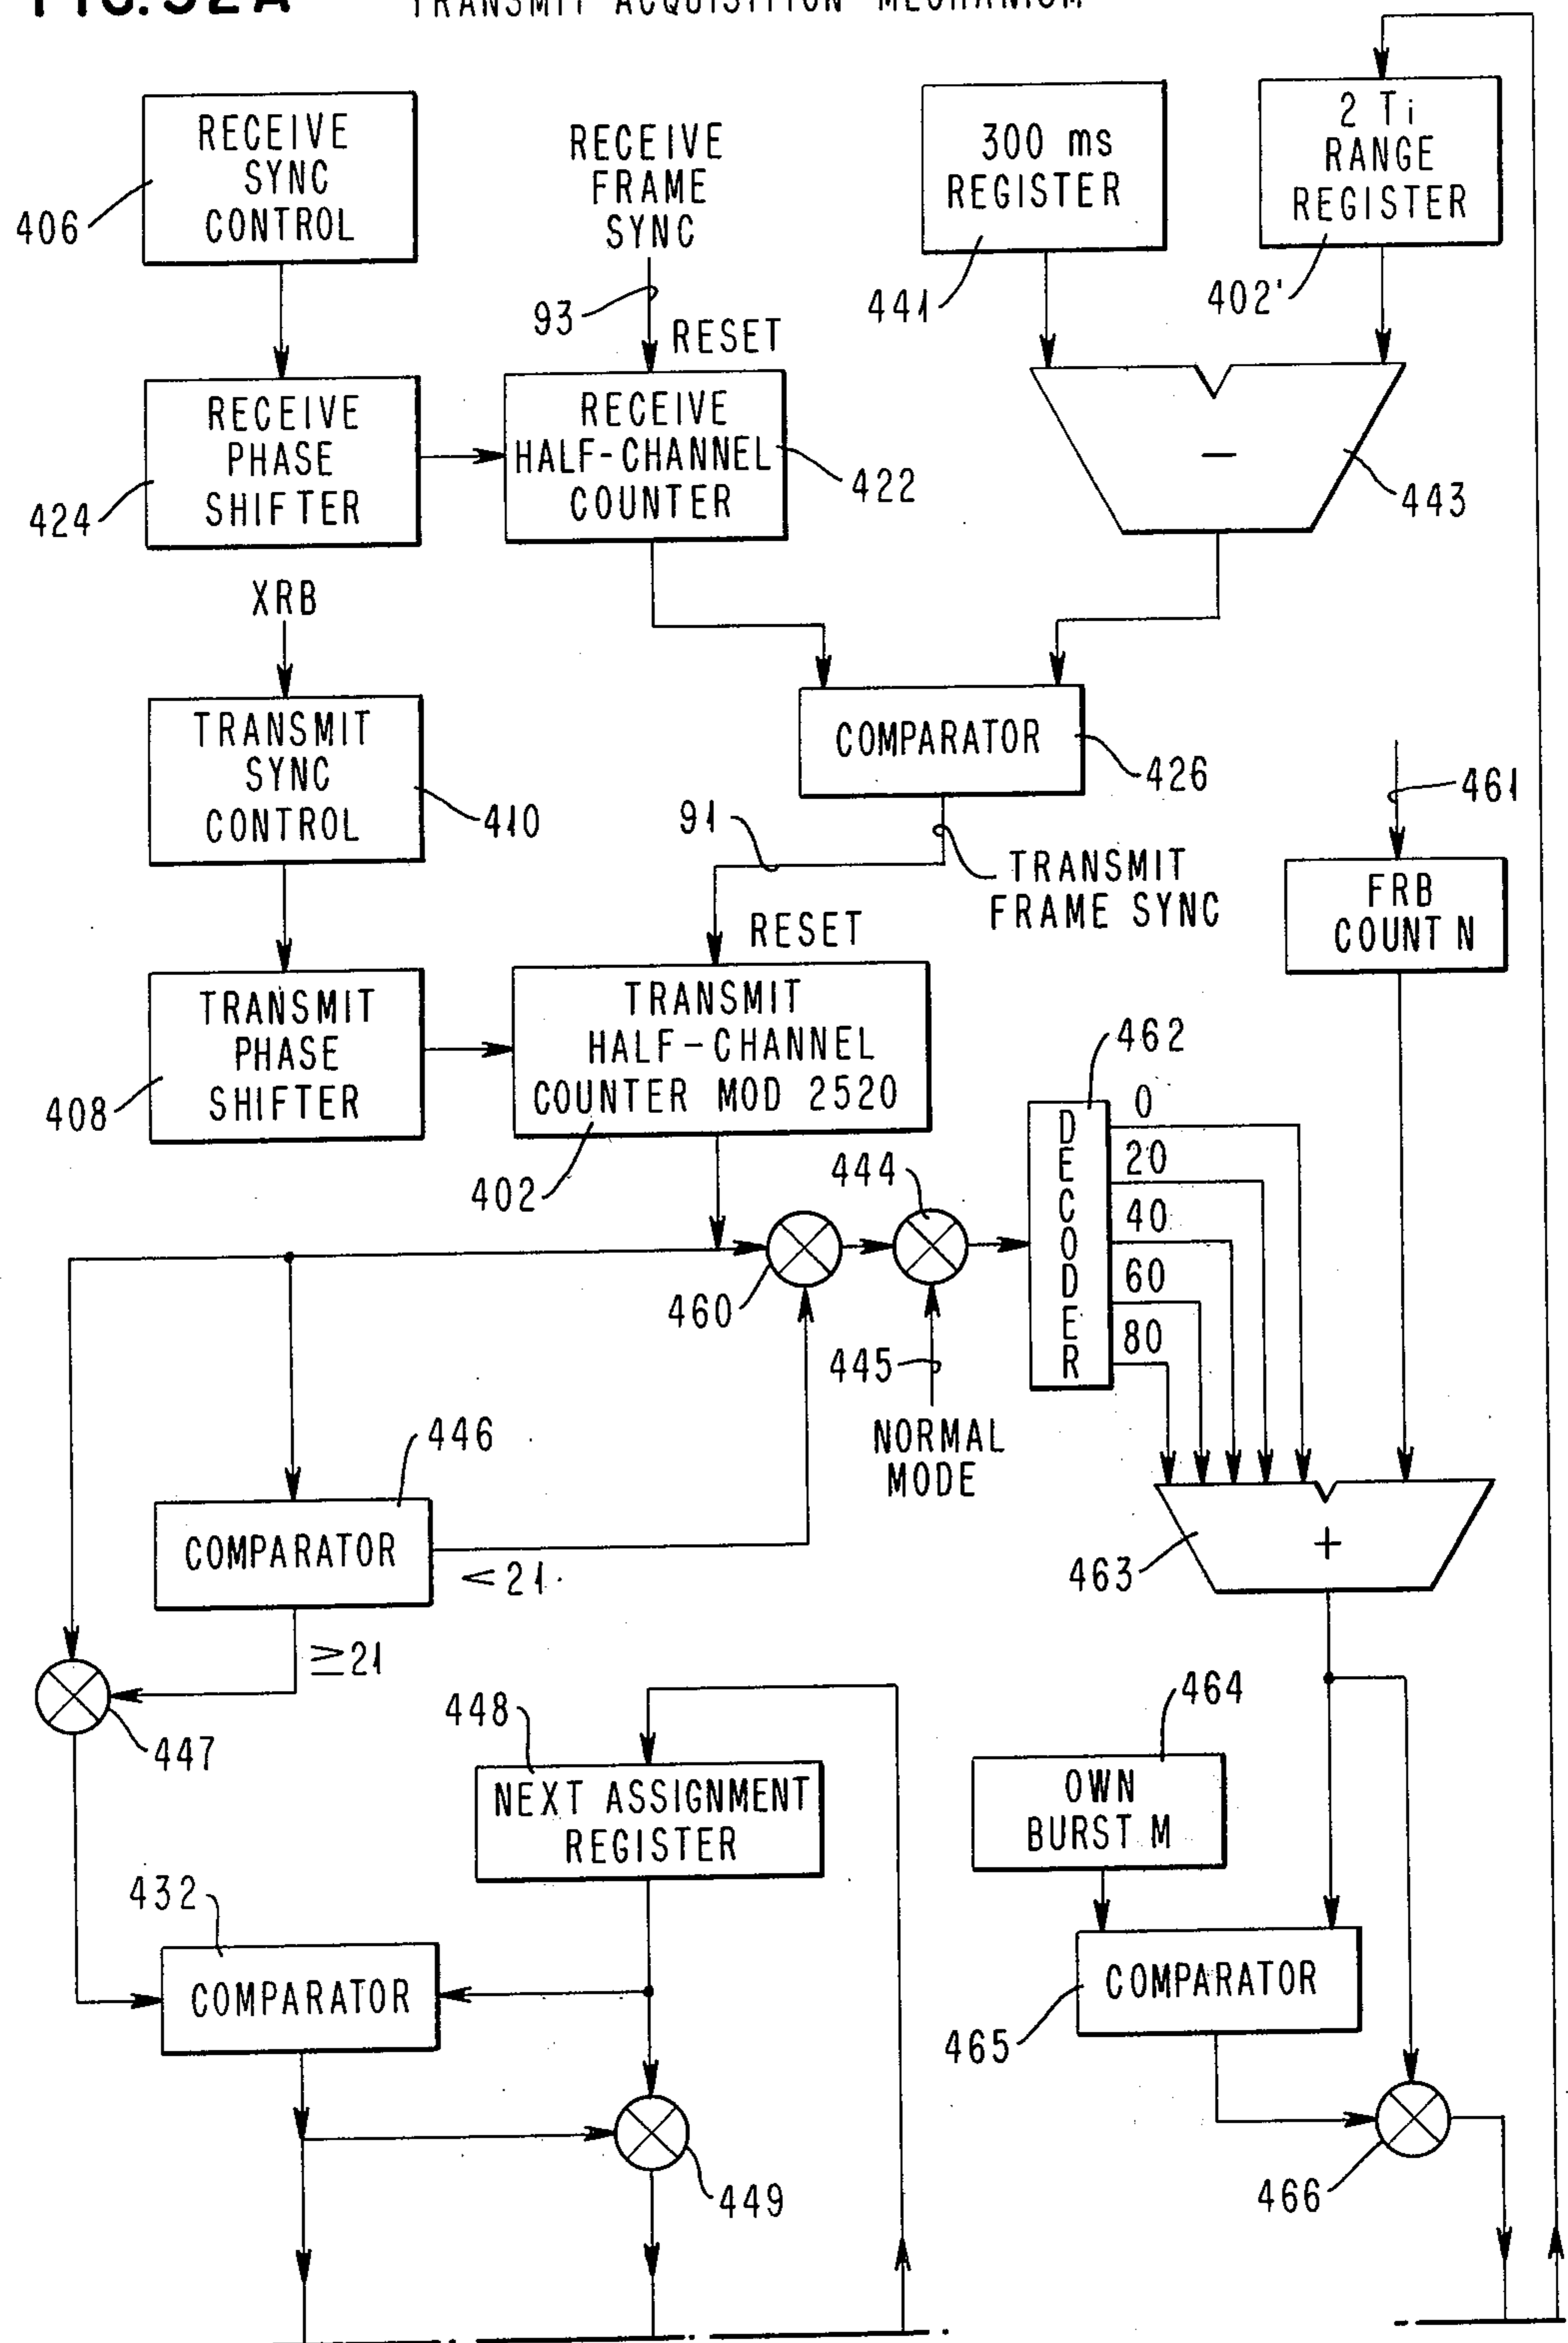 FIG. 32A TRANSMIT ACQUISITION MECHANISM
RECEIVE
SYNC
CONTROL
406
RECEIVE
FRAME
SYNC
93
RESET
300 ms
REGISTER
441
2 Ti
RANGE
REGISTER
402'
RECEIVE
PHASE
SHIFTER
424
RECEIVE
HALF-CHANNEL
COUNTER
422
−
443
XRB
TRANSMIT
SYNC
CONTROL
410
COMPARATOR
426
91
TRANSMIT
FRAME SYNC
RESET
461
FRB
COUNT N
TRANSMIT
PHASE
SHIFTER
408
TRANSMIT
HALF-CHANNEL
COUNTER MOD 2520
402
462
DECODER
0
20
40
60
80
444
460
445
NORMAL
MODE
446
COMPARATOR
<21
≥21
447
+
463
448
NEXT ASSIGNMENT
REGISTER
464
OWN
BURST M
432
COMPARATOR
COMPARATOR
465
449
466